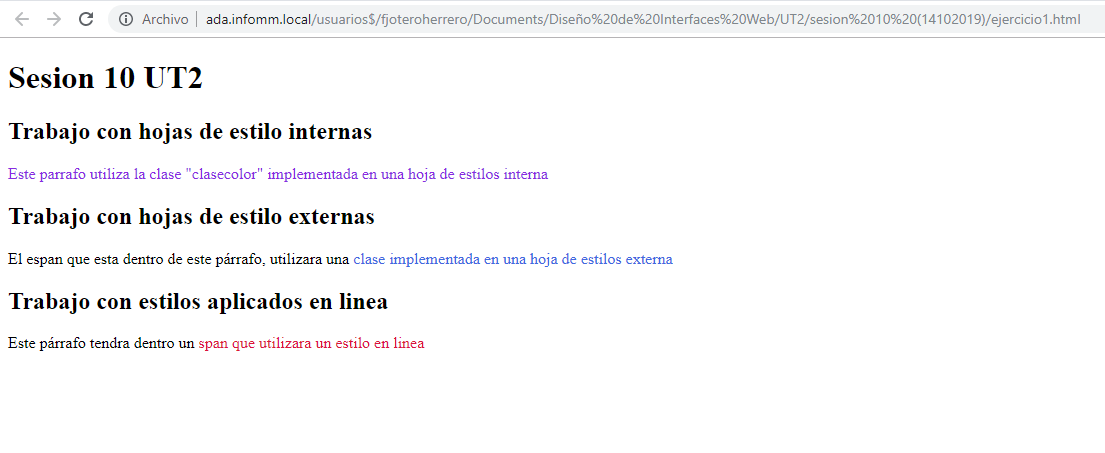 Archivo | ada.infomm.local/usuarios$/fjoteroherrero/Documents/Diseño%20de%20Interfaces%20Web/UT2/sesion%2010%20(14102019)/ejercicio1.html
Sesion 10 UT2
Trabajo con hojas de estilo internas
Este parrafo utiliza la clase "clasecolor" implementada en una hoja de estilos interna
Trabajo con hojas de estilo externas
El espan que esta dentro de este párrafo, utilizara una clase implementada en una hoja de estilos externa
Trabajo con estilos aplicados en linea
Este párrafo tendra dentro un span que utilizara un estilo en linea